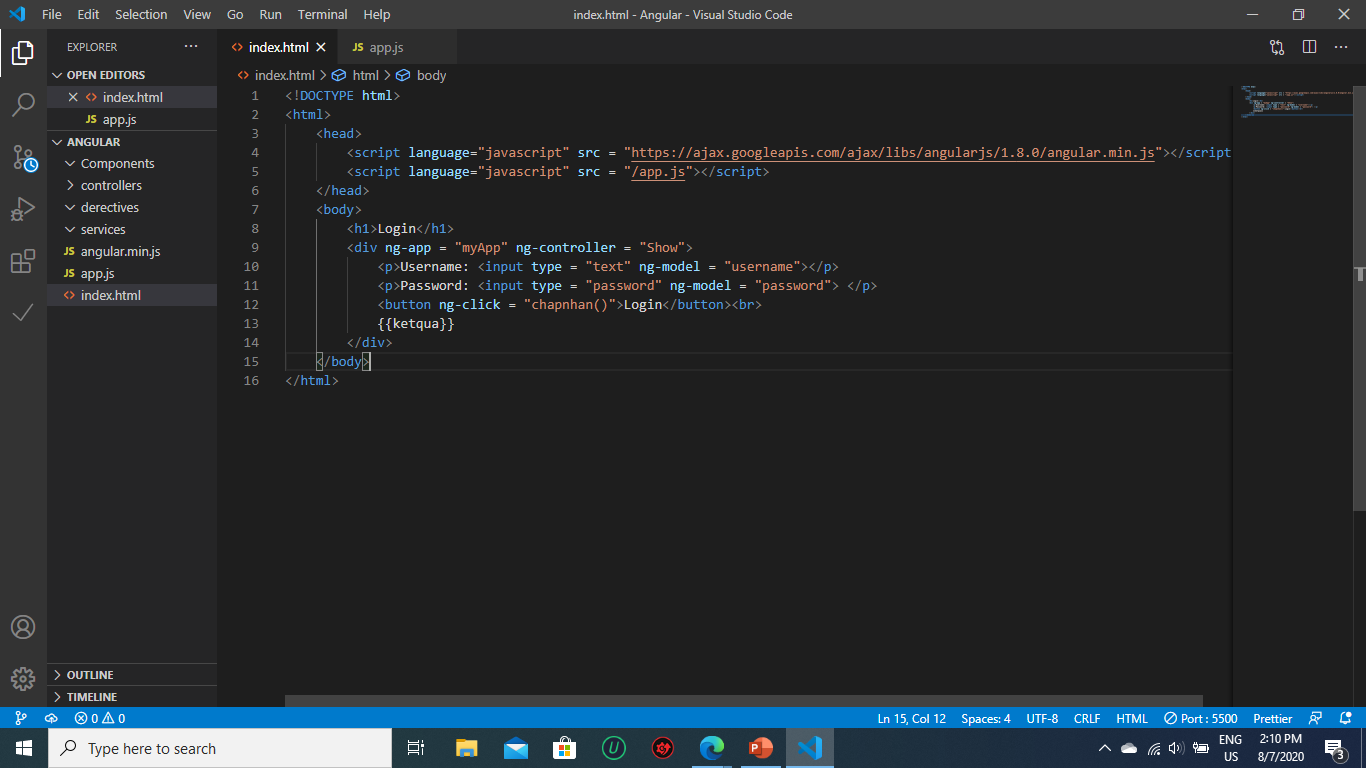 File Edit Selection View Go Run Terminal Help index.html - Angular - Visual Studio Code
EXPLORER
OPEN EDITORS
index.html
JS app.js
ANGULAR
Components
controllers
derectives
services
JS angular.min.js
JS app.js
index.html
OUTLINE
TIMELINE
index.html JS app.js
index.html > html > body
1 <!DOCTYPE html>
2 <html>
3 <head>
4 <script language="javascript" src = "https://ajax.googleapis.com/ajax/libs/angularjs/1.8.0/angular.min.js"></script
5 <script language="javascript" src = "/app.js"></script>
6 </head>
7 <body>
8 <h1>Login</h1>
9 <div ng-app = "myApp" ng-controller = "Show">
10 <p>Username: <input type = "text" ng-model = "username"></p>
11 <p>Password: <input type = "password" ng-model = "password"> </p>
12 <button ng-click = "chapnhan()">Login</button><br>
13 {{ketqua}}
14 </div>
15 </body>
16 </html>
0 0 Ln 15, Col 12 Spaces: 4 UTF-8 CRLF HTML Port : 5500 Prettier
Type here to search
U
P
ENG
US
2:10 PM
8/7/2020
3